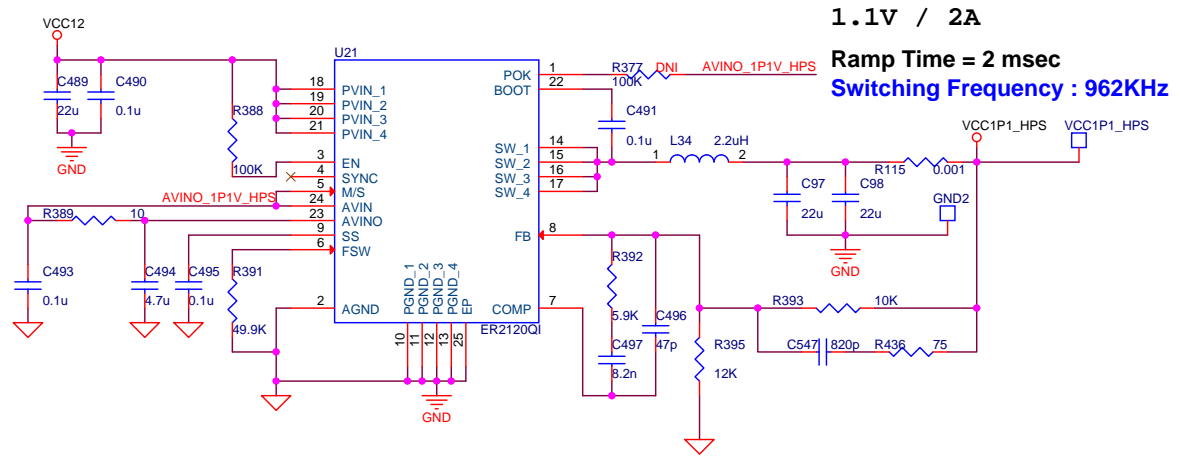 1.1V / 2A
Ramp Time = 2 msec
Switching Frequency : 962KHz
VCC12
C489
22u
C490
0.1u
GND
R388
100K
U21
18 PVIN_1
19 PVIN_2
20 PVIN_3
21 PVIN_4
3 EN
4 SYNC
5 M/S
24 AVIN
23 AVINO
9 SS
6 FSW
2 AGND
POK 1
BOOT 22
SW_1 14
SW_2 15
SW_3 16
SW_4 17
FB 8
COMP 7
PGND_1 10
PGND_2 11
PGND_3 12
PGND_4 13
EP 25
ER2120QI
GND
AVINO_1P1V_HPS
R389 10
C493
0.1u
C494
4.7u
C495
0.1u
R391
49.9K
R377 DNI AVINO_1P1V_HPS
100K
C491
0.1u
L34 2.2uH
1 2
C97
22u
C98
22u
GND
R115 0.001
GND2
VCC1P1_HPS
VCC1P1_HPS
R392
5.9K
C497
8.2n
C496
47p
R395
12K
R393 10K
C547 820p R436 75